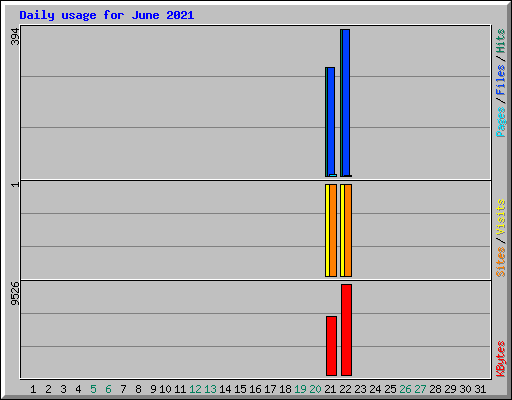 Daily usage for June 2021
394
1
9526
Pages / Files / Hits
Sites / Visits
KBytes
1 2 3 4 5 6 7 8 9 10 11 12 13 14 15 16 17 18 19 20 21 22 23 24 25 26 27 28 29 30 31